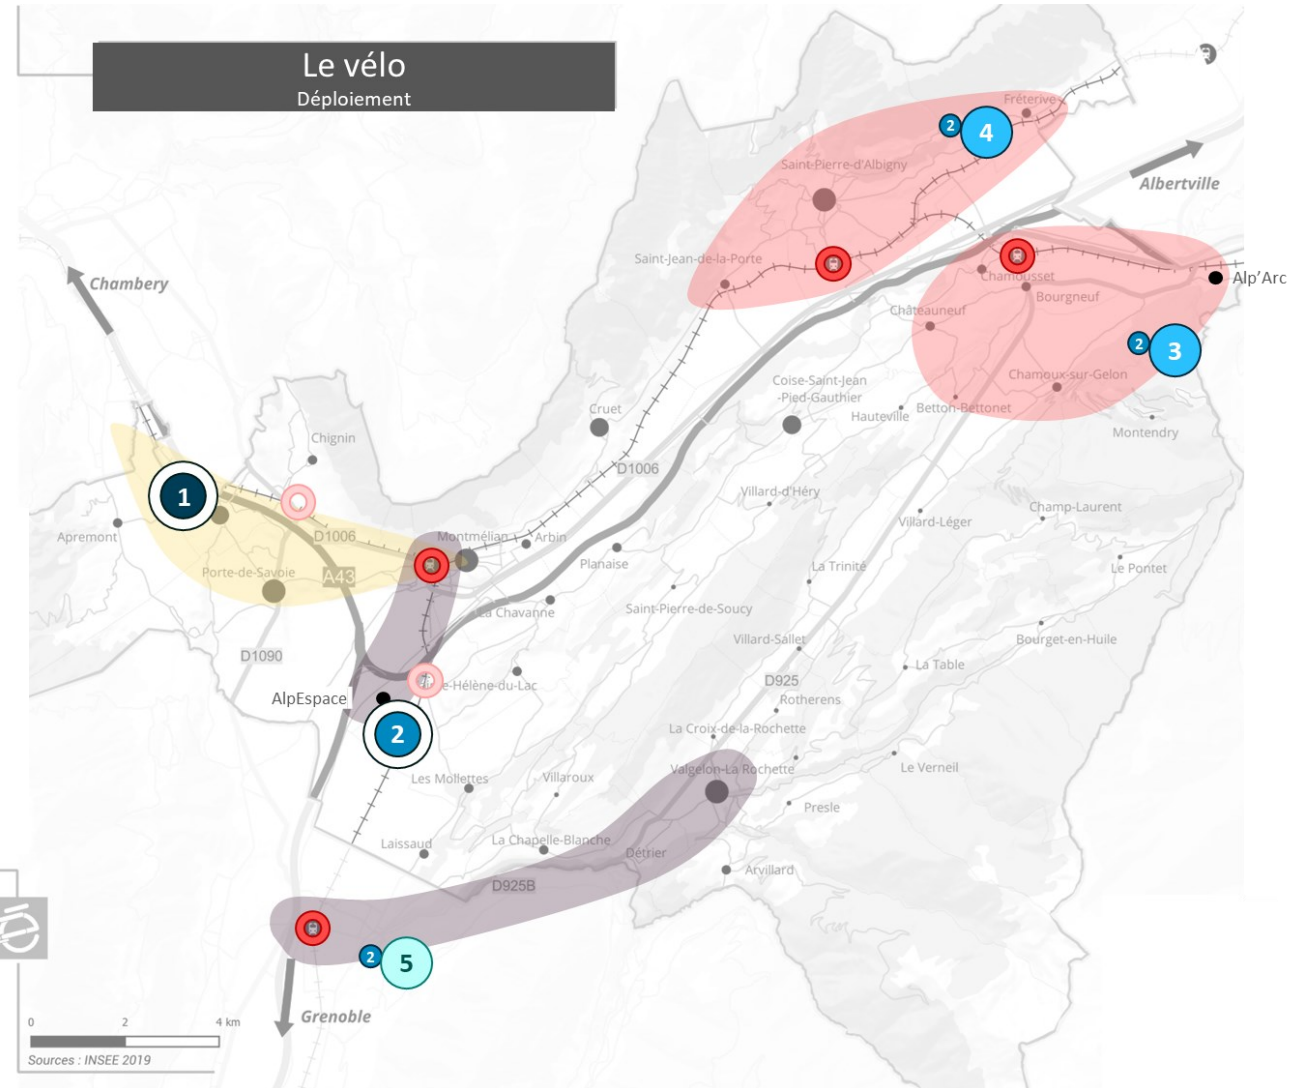 Le vélo
Déploiement
Fréterive
2
4
Saint-Pierre-d'Albigny
Albertville
Saint-Jean-de-la-Porte
Chamousset
Alp'Arc
Chambery
Bourgneuf
Châteauneuf
2
3
Coise-Saint-Jean
-Pied-Gauthier
Chamoux-sur-Gelon
Cruet
Hauteville
Betton-Bettonet
Chignin
Montendry
D1006
1
Villard-d'Héry
Champ-Laurent
Villard-Léger
Apremont
D1006
Montmélian
Arbin
Planaise
La Trinité
Le Pontet
Porte-de-Savoie
A43
La Chavanne
Saint-Pierre-de-Soucy
Villard-Sallet
Bourget-en-Huile
D1090
La Table
e-Hélène-du-Lac
D925
AlpEspace
Rotherens
2
La Croix-de-la-Rochette
Les Mollettes
Villaroux
Valgelon-La Rochette
Le Verneil
Presle
Laissaud
La Chapelle-Blanche
Détrier
Arvillard
D925B
2
5
Grenoble
0 2 4 km
Sources : INSEE 2019